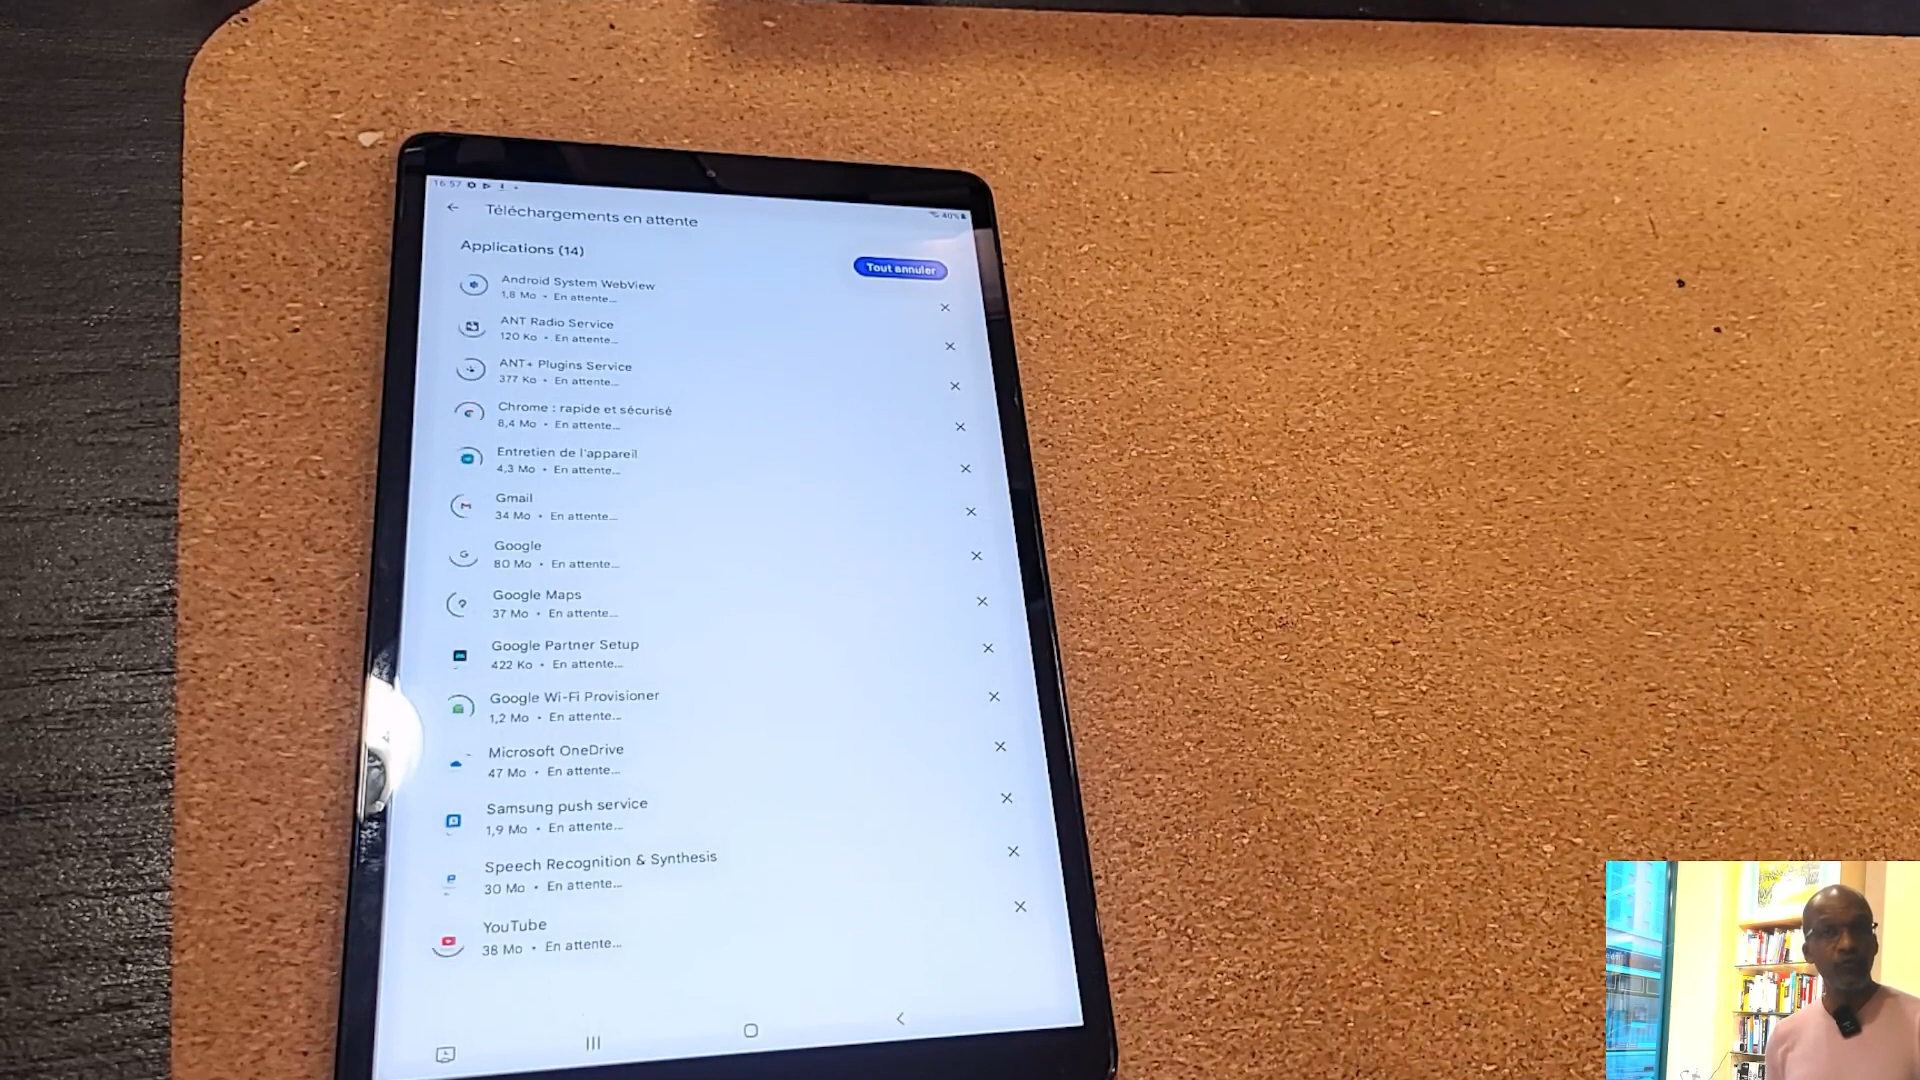 16:57
40%
Téléchargements en attente
Applications (14)
Tout annuler
Android System WebView
1,8 Mo • En attente...
ANT Radio Service
120 Ko • En attente...
ANT+ Plugins Service
377 Ko • En attente...
Chrome : rapide et sécurisé
8,4 Mo • En attente...
Entretien de l'appareil
4,3 Mo • En attente...
Gmail
34 Mo • En attente...
Google
80 Mo • En attente...
Google Maps
37 Mo • En attente...
Google Partner Setup
422 Ko • En attente...
Google Wi-Fi Provisioner
1,2 Mo • En attente...
Microsoft OneDrive
47 Mo • En attente...
Samsung push service
1,9 Mo • En attente...
Speech Recognition & Synthesis
30 Mo • En attente...
YouTube
38 Mo • En attente...